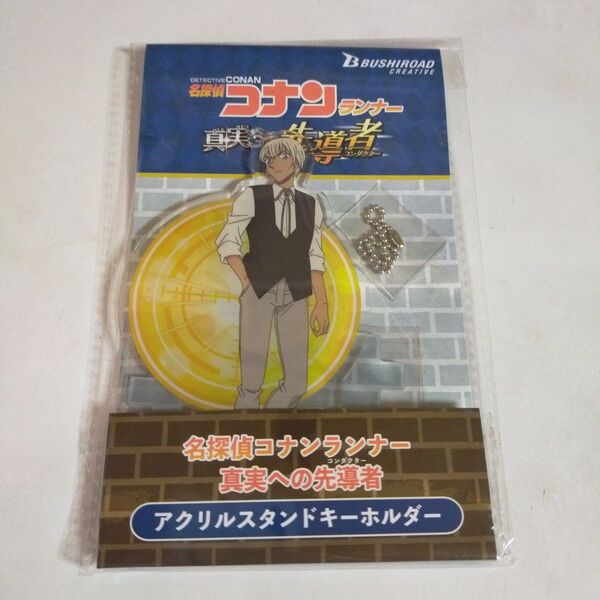 BUSHIROAD
CREATIVE
DETECTIVE CONAN
名探偵コナンランナー
真実 先導者
コンダクター
名探偵コナンランナー
コンダクター
真実への先導者
アクリルスタンドキーホルダー